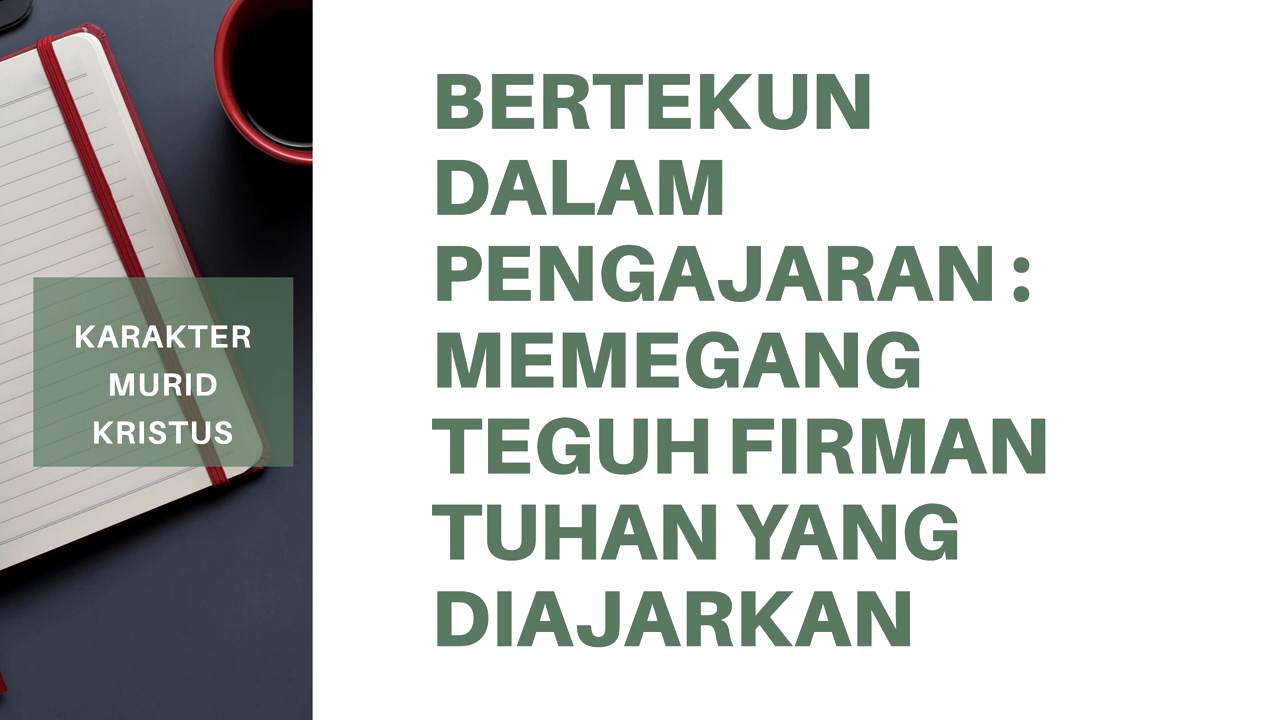 KARAKTER
MURID
KRISTUS
BERTEKUN
DALAM
PENGAJARAN :
MEMEGANG
TEGUH FIRMAN
TUHAN YANG
DIAJARKAN